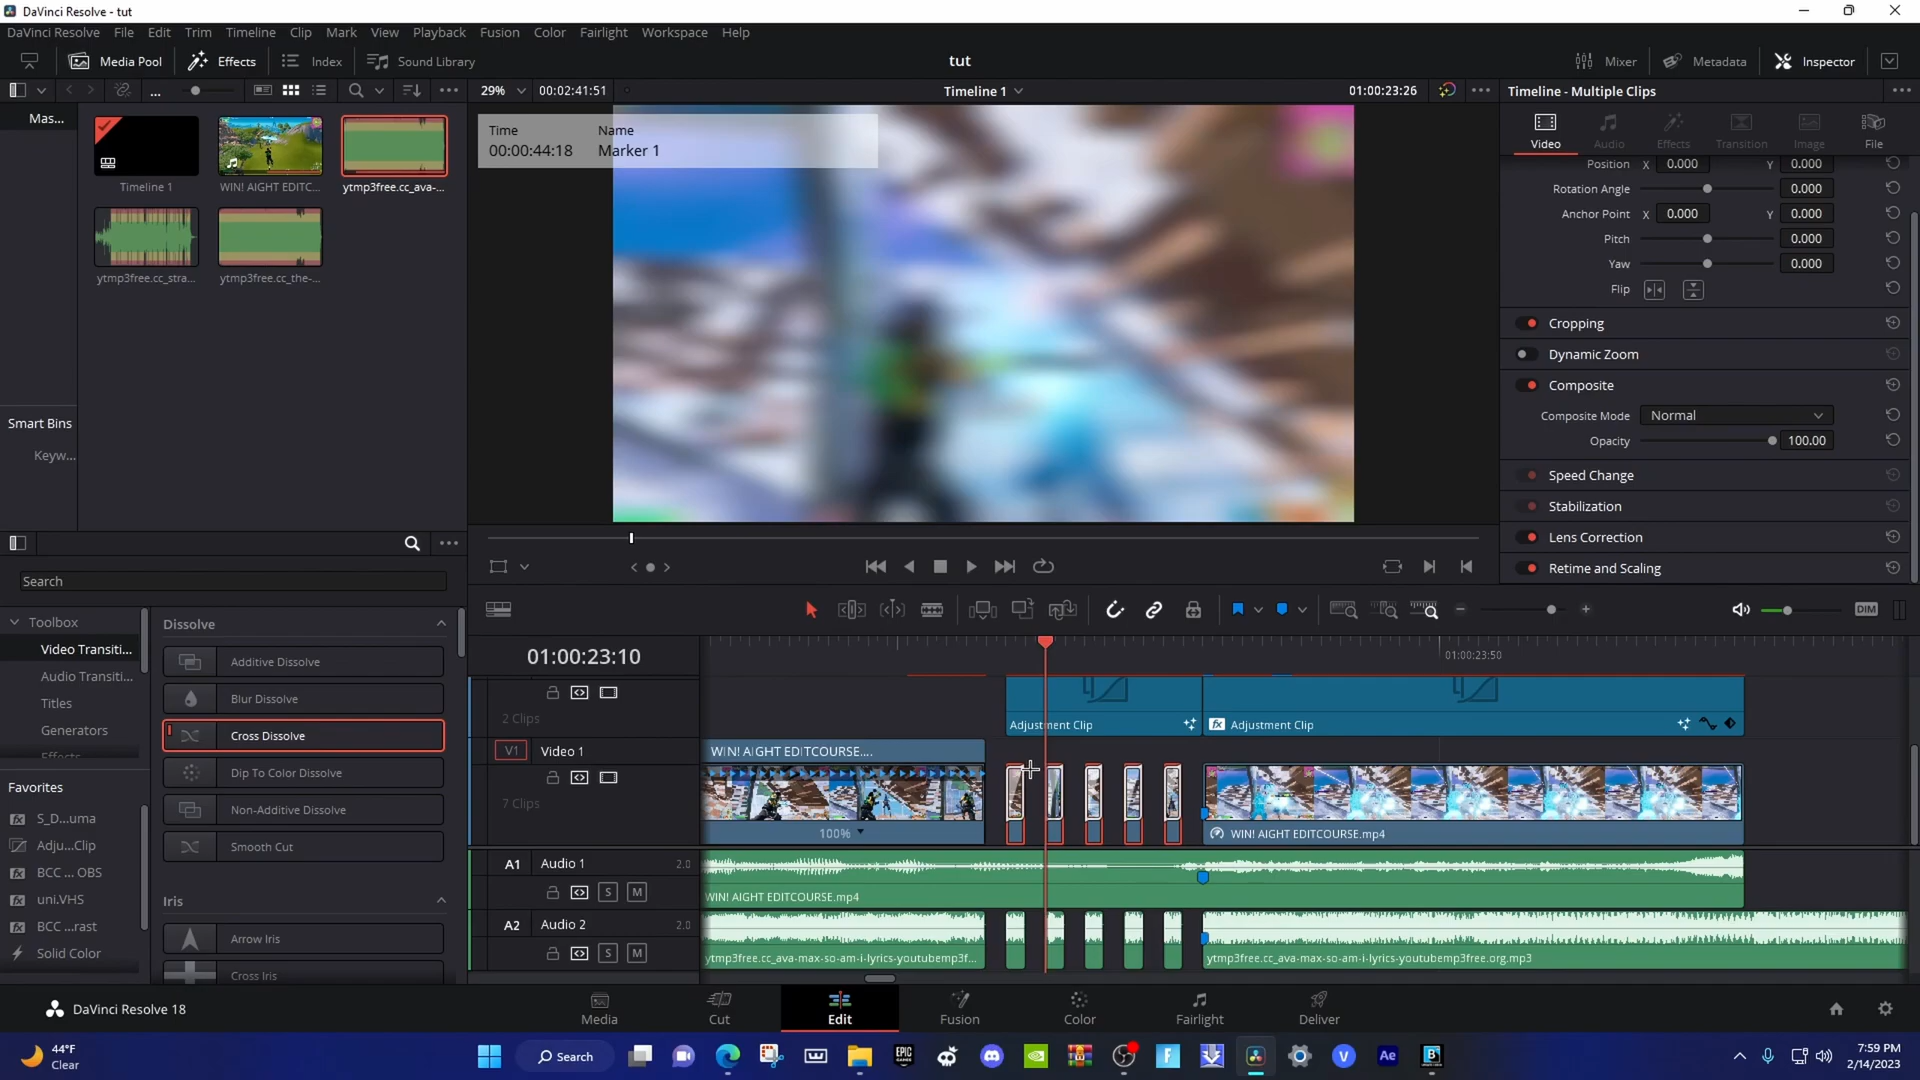 DaVinci Resolve - tut
DaVinci Resolve File Edit Trim Timeline Clip Mark View Playback Fusion Color Fairlight Workspace Help
Media Pool Effects Index Sound Library tut Mixer Metadata Inspector
... 29% 00:02:41:51 Timeline 1 01:00:23:26 Timeline - Multiple Clips
Mas...
Time Name
00:00:44:18 Marker 1
Video Audio Effects Transition Image File
Timeline 1 WIN! AIGHT EDITC... ytmp3free.cc_ava-...
ytmp3free.cc_stra... ytmp3free.cc_the-...
Position X 0.000 Y 0.000
Rotation Angle 0.000
Anchor Point X 0.000 Y 0.000
Pitch 0.000
Yaw 0.000
Flip
Cropping
Dynamic Zoom
Composite
Composite Mode Normal
Opacity 100.00
Speed Change
Stabilization
Lens Correction
Retime and Scaling
Smart Bins
Keyw...
Search
Toolbox
Video Transiti...
Audio Transiti...
Titles
Generators
Effects
Favorites
S_D...uma
Adju...Clip
BCC ... OBS
uni.VHS
BCC ...rast
Solid Color
Dissolve
Additive Dissolve
Blur Dissolve
Cross Dissolve
Dip To Color Dissolve
Non-Additive Dissolve
Smooth Cut
Iris
Arrow Iris
Cross Iris
DIM
01:00:23:10 01:00:23:50
2 Clips Adjustment Clip fx Adjustment Clip
V1 Video 1 WIN! AIGHT EDITCOURSE....
7 Clips
100% WIN! AIGHT EDITCOURSE.mp4
A1 Audio 1 2.0
S M WIN! AIGHT EDITCOURSE.mp4
A2 Audio 2 2.0
S M ytmp3free.cc_ava-max-so-am-i-lyrics-youtubemp3f... ytmp3free.cc_ava-max-so-am-i-lyrics-youtubemp3free.org.mp3
DaVinci Resolve 18 Media Cut Edit Fusion Color Fairlight Deliver
44°F
Clear
Search
EPIC GAMES
F
V
Ae
B
7:59 PM
2/14/2023